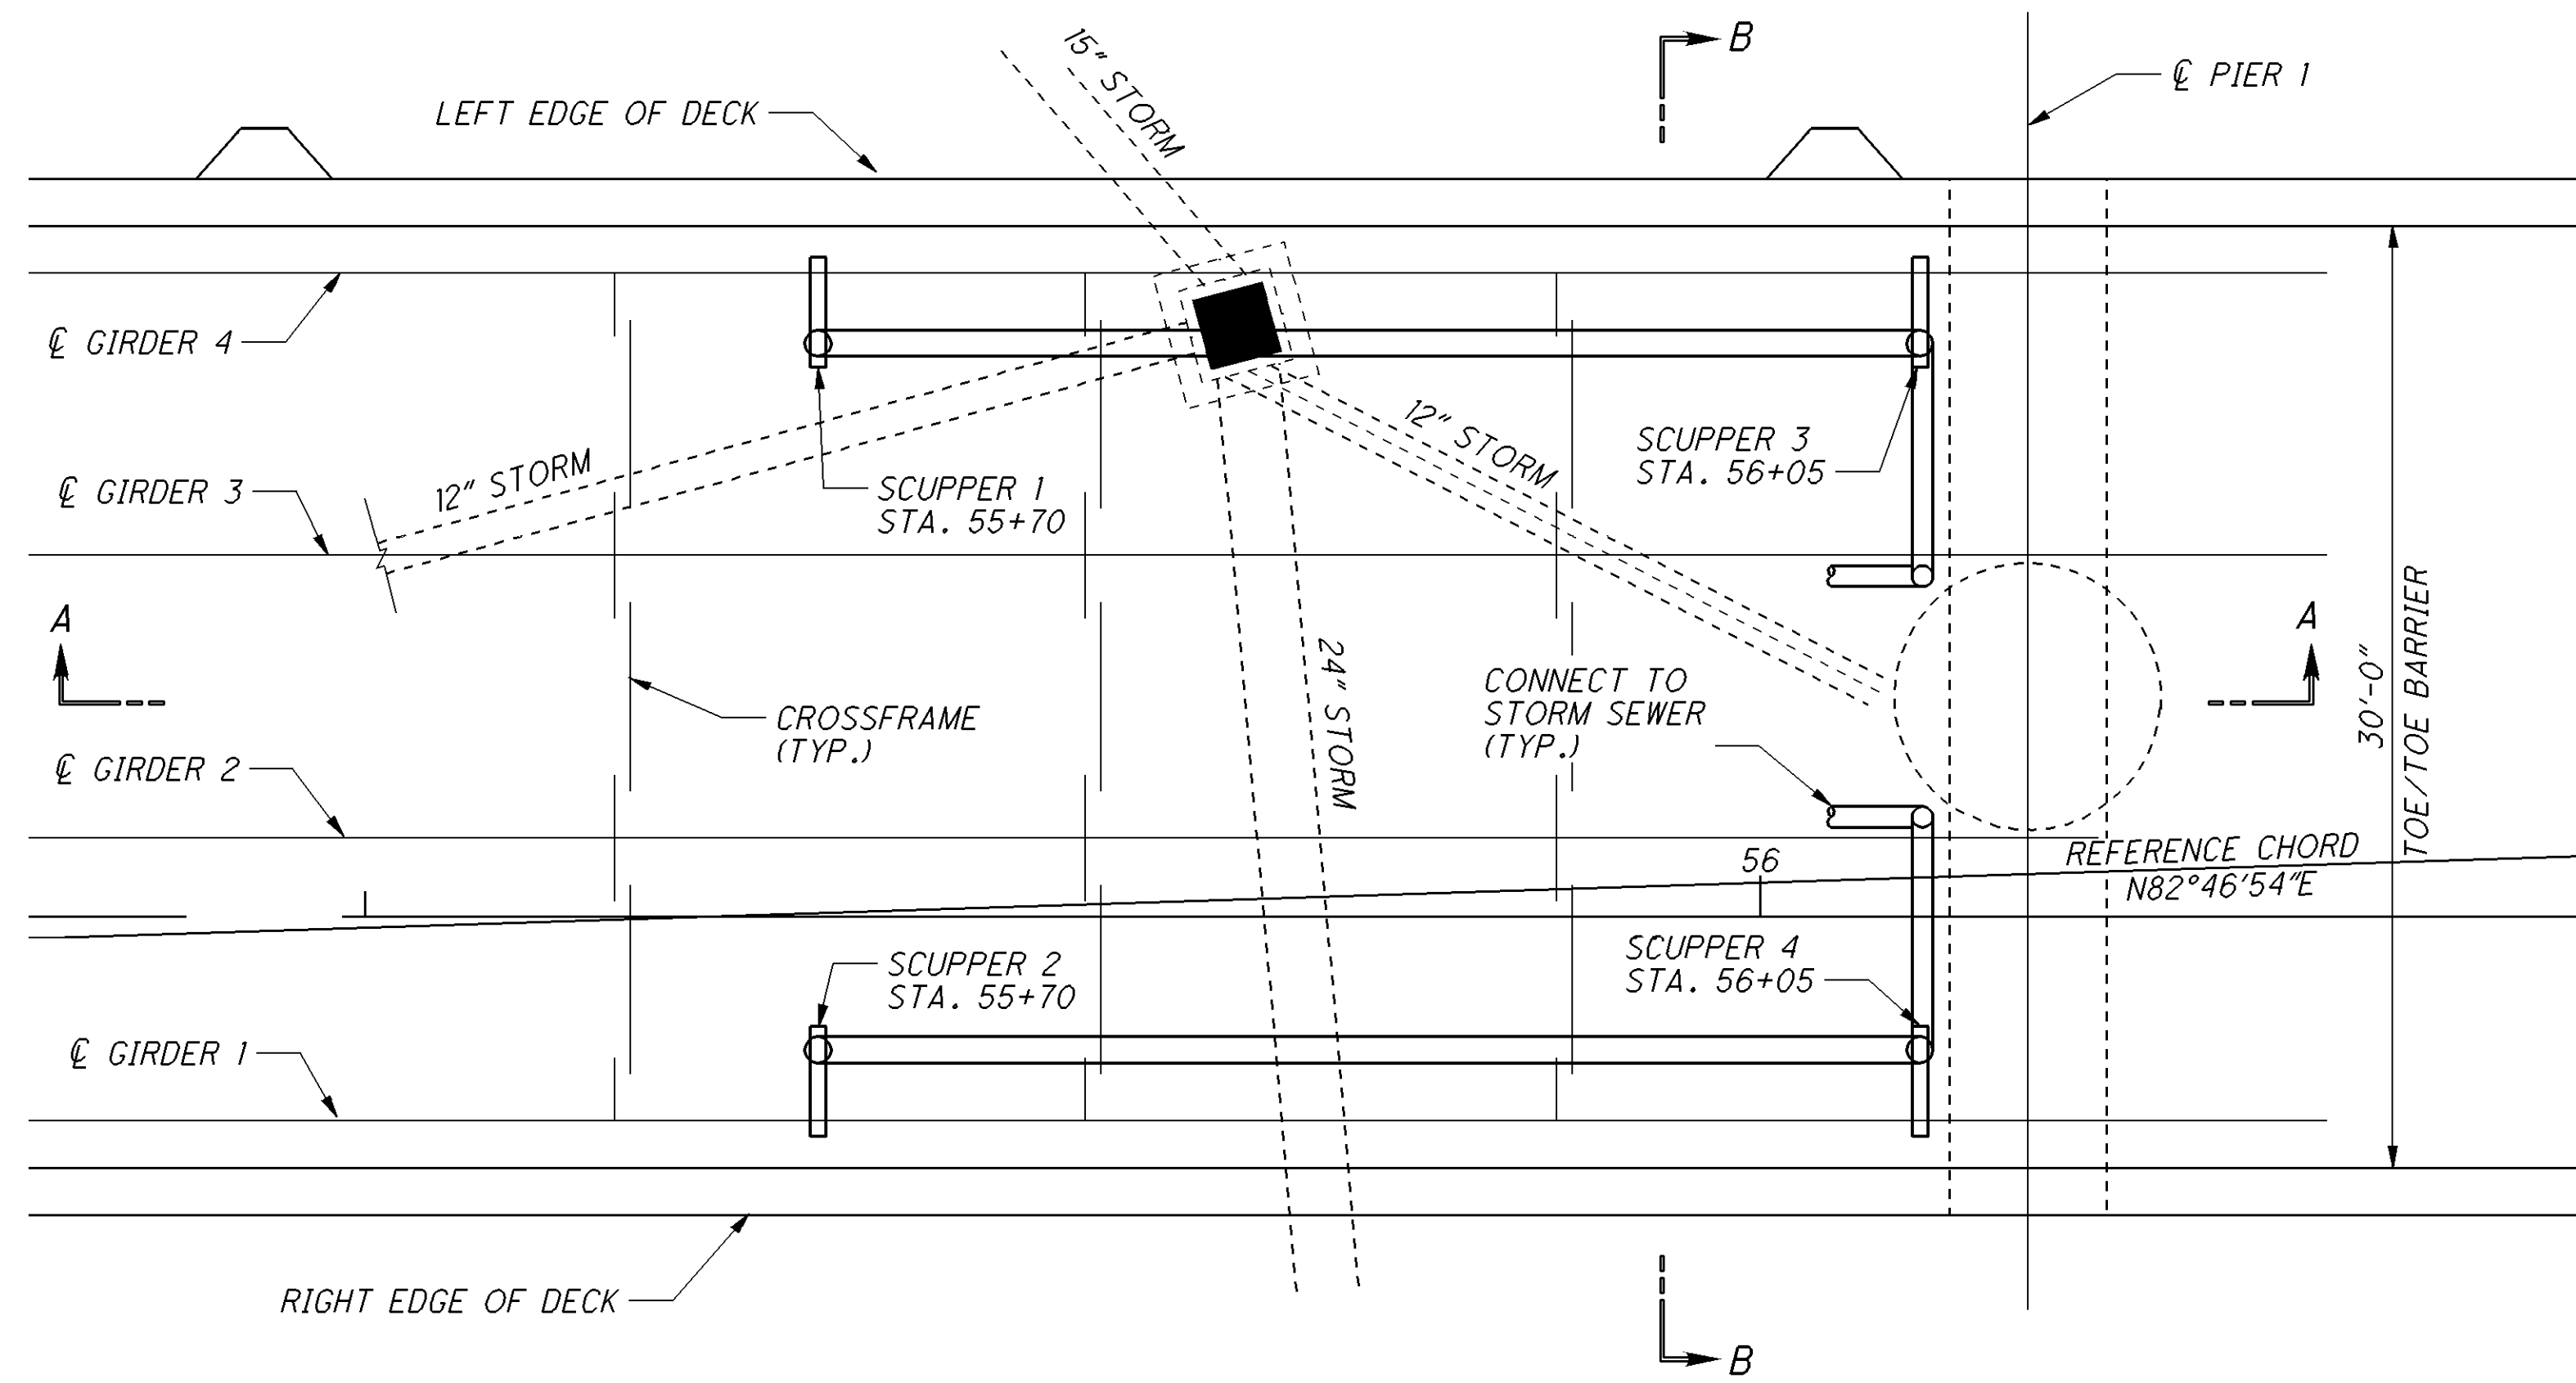 B
15" STORM
℄ PIER 1
LEFT EDGE OF DECK
℄ GIRDER 4
12" STORM
SCUPPER 3
STA. 56+05
℄ GIRDER 3
12" STORM
SCUPPER 1
STA. 55+70
A
A
30'-0"
TOE/TOE BARRIER
24" STORM
CONNECT TO
STORM SEWER
(TYP.)
CROSSFRAME
(TYP.)
℄ GIRDER 2
56
REFERENCE CHORD
N82°46'54"E
SCUPPER 2
STA. 55+70
SCUPPER 4
STA. 56+05
℄ GIRDER 1
RIGHT EDGE OF DECK
B